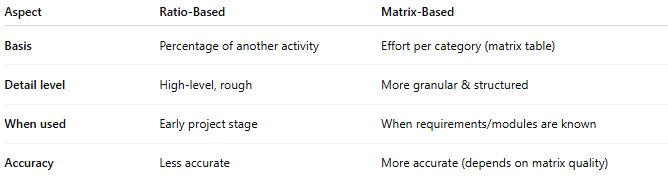 Aspect Ratio-Based Matrix-Based
Basis Percentage of another activity Effort per category (matrix table)
Detail level High-level, rough More granular & structured
When used Early project stage When requirements/modules are known
Accuracy Less accurate More accurate (depends on matrix quality)